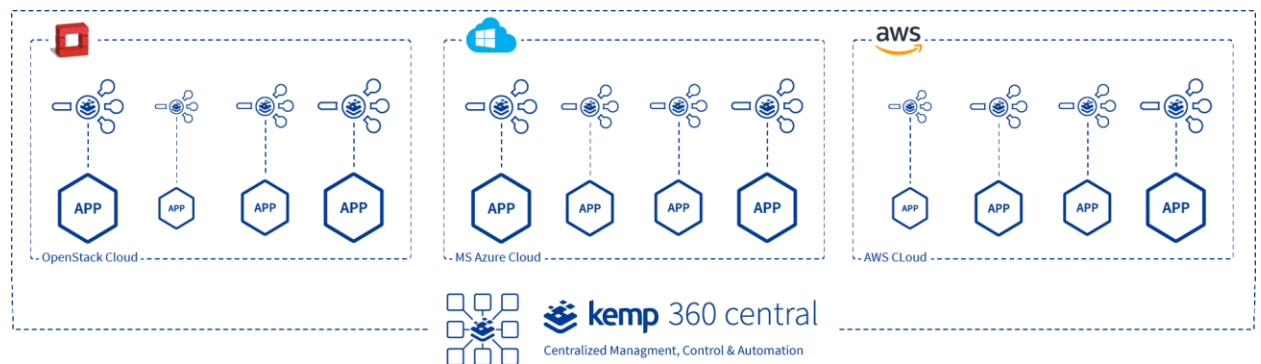 aws
APP
APP
APP
APP
APP
APP
APP
APP
APP
APP
APP
APP
OpenStack Cloud
MS Azure Cloud
AWS CLoud
kemp 360 central
Centralized Managment, Control & Automation